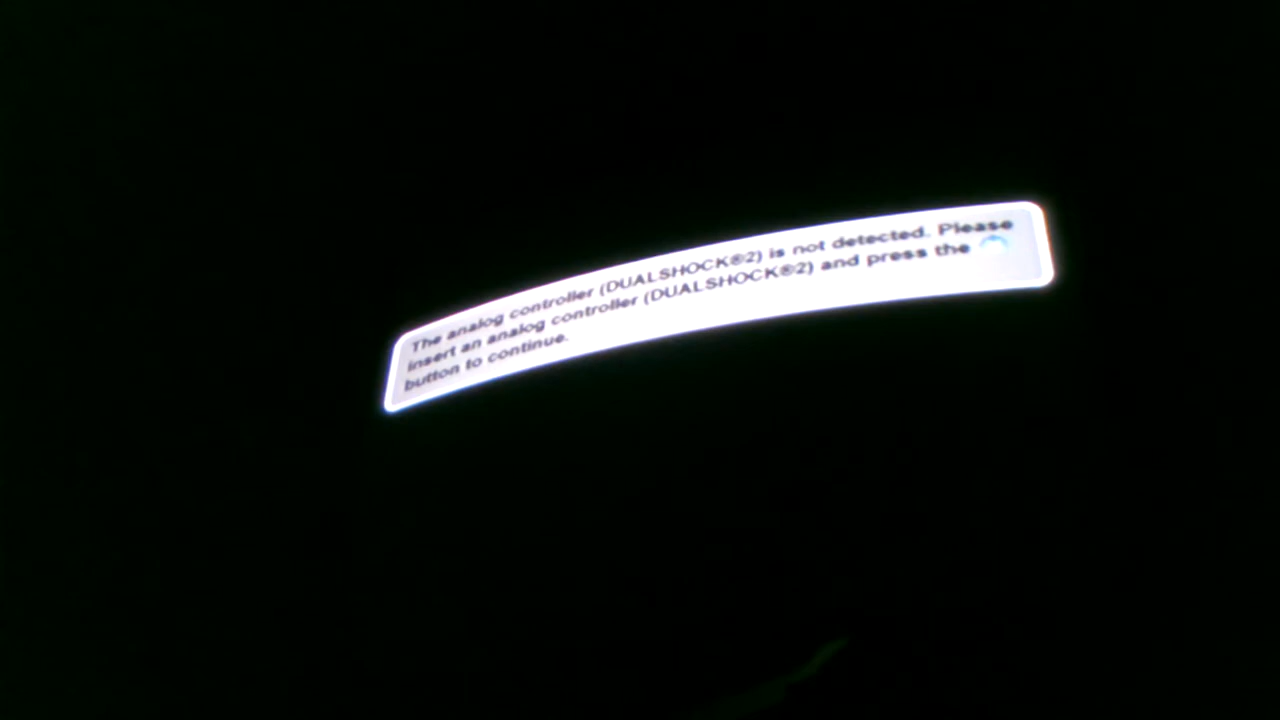 The analog controller (DUALSHOCK®2) is not detected. Please
insert an analog controller (DUALSHOCK®2) and press the
button to continue.